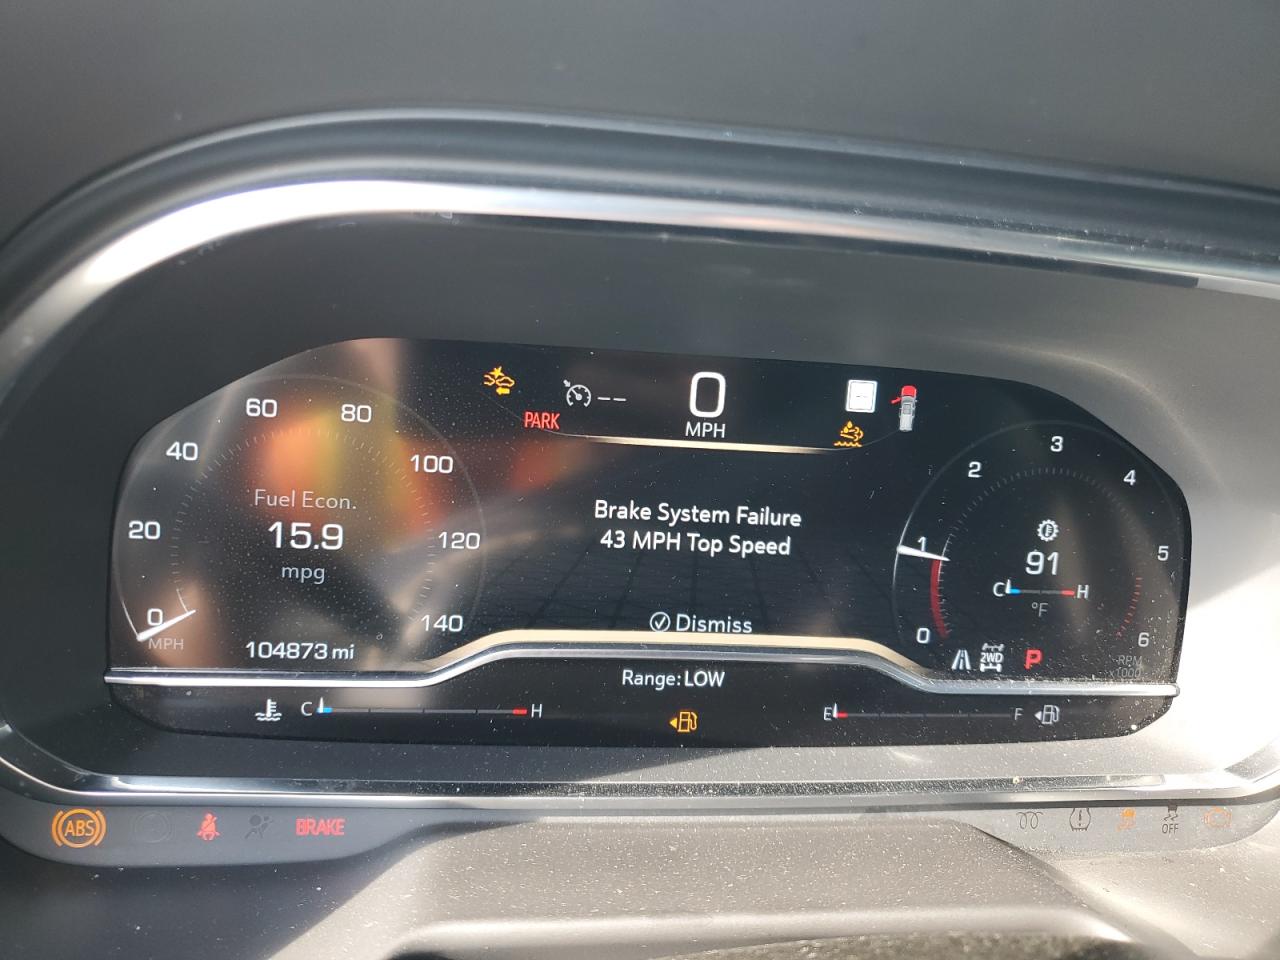 0
MPH
PARK
60
80
40
100
20
120
0
140
MPH
Fuel Econ.
15.9
mpg
104873 mi
Brake System Failure
43 MPH Top Speed
Dismiss
Range: LOW
3
2
4
1
5
0
6
91
C H
°F
2WD
P
RPM
x1000
C H
E F
ABS
BRAKE
OFF